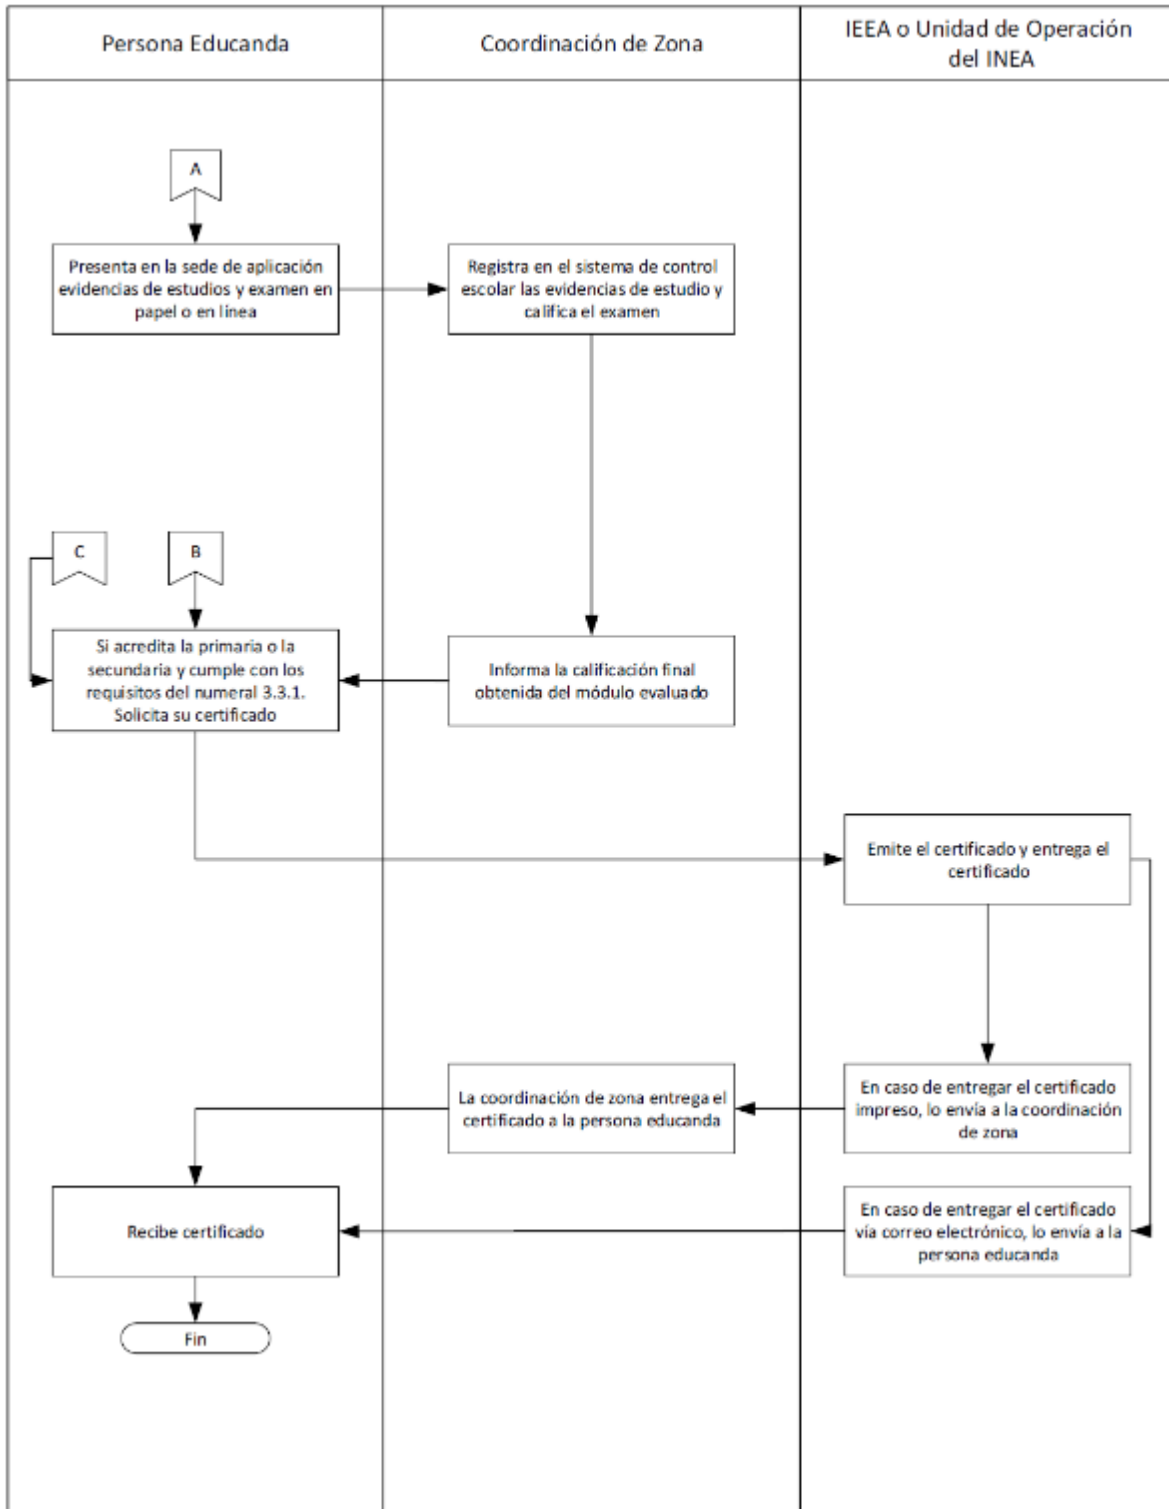 Persona Educanda
Coordinación de Zona
IEEA o Unidad de Operación
del INEA
A
Presenta en la sede de aplicación
evidencias de estudios y examen en
papel o en línea
Registra en el sistema de control
escolar las evidencias de estudio y
califica el examen
C
B
Si acredita la primaria o la
secundaria y cumple con los
requisitos del numeral 3.3.1.
Solicita su certificado
Informa la calificación final
obtenida del módulo evaluado
Emite el certificado y entrega el
certificado
La coordinación de zona entrega el
certificado a la persona educanda
En caso de entregar el certificado
impreso, lo envía a la coordinación
de zona
Recibe certificado
En caso de entregar el certificado
vía correo electrónico, lo envía a la
persona educanda
Fin